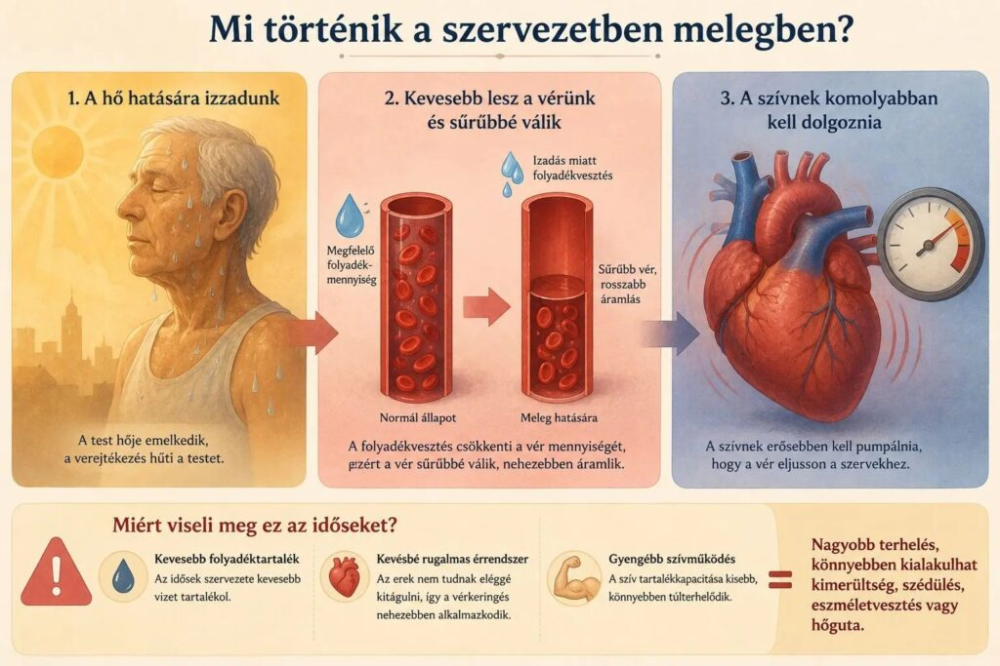 Mi történik a szervezetben melegben?
1. A hő hatására izzadunk
A test hője emelkedik,
a verejtékezés hűti a testet.
2. Kevesebb lesz a vérünk
és sűrűbbé válik
Izadás miatt
folyadékvesztés
Megfelelő
folyadék-
mennyiség
Sűrűbb vér,
rosszabb
áramlás
Normál állapot
Meleg hatására
A folyadékvesztés csökkenti a vér mennyiségét,
ezért a vér sűrűbbé válik, nehezebben áramlik.
3. A szívnek komolyabban
kell dolgoznia
A szívnek erősebben kell pumpálnia,
hogy a vér eljusson a szervekhez.
Miért viseli meg ez az időseket?
Kevesebb folyadéktartalék
Az idősek szervezete kevesebb
vizet tartalékol.
Kevésbé rugalmas érrendszer
Az erek nem tudnak eléggé
kitágulni, így a vérkeringés
nehezebben alkalmazkodik.
Gyengébb szívműködés
A szív tartalékkapacitása kisebb,
könnyebben túlterhelődik.
=
Nagyobb terhelés,
könnyebben kialakulhat
kimerültség, szédülés,
eszméletvesztés vagy
hőguta.